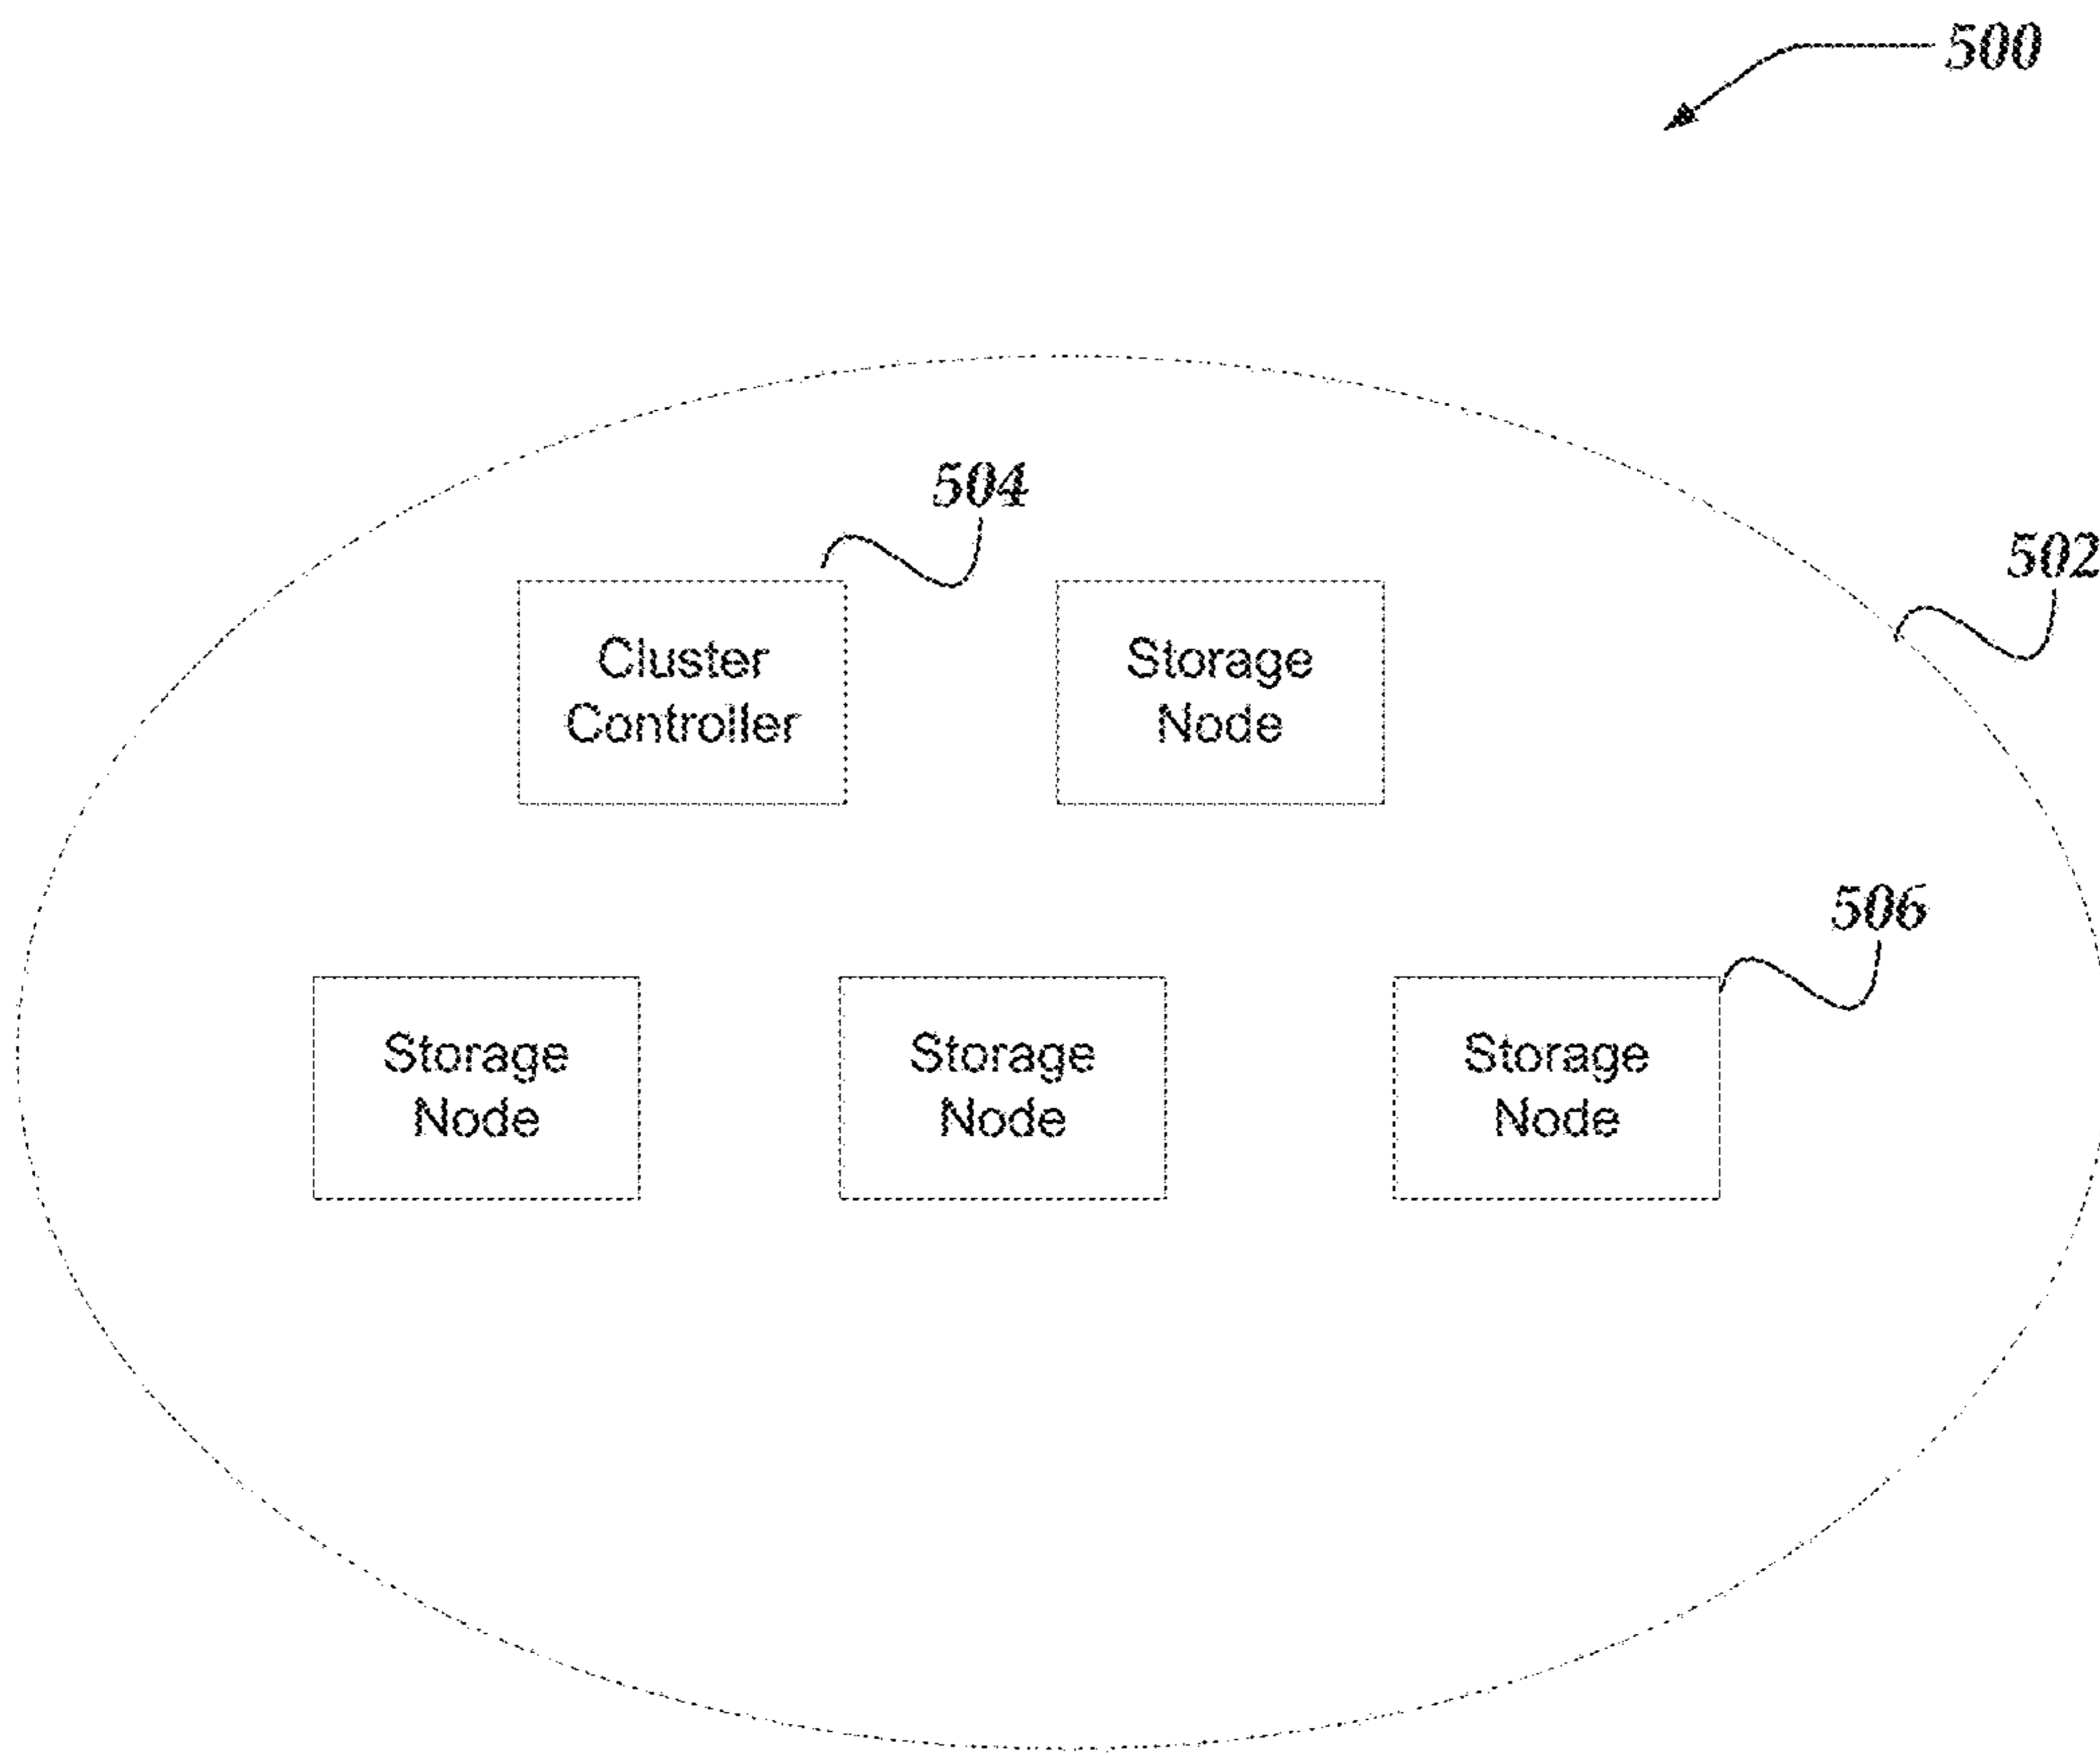 500
504
502
Cluster
Controller
Storage
Node
506
Storage
Node
Storage
Node
Storage
Node